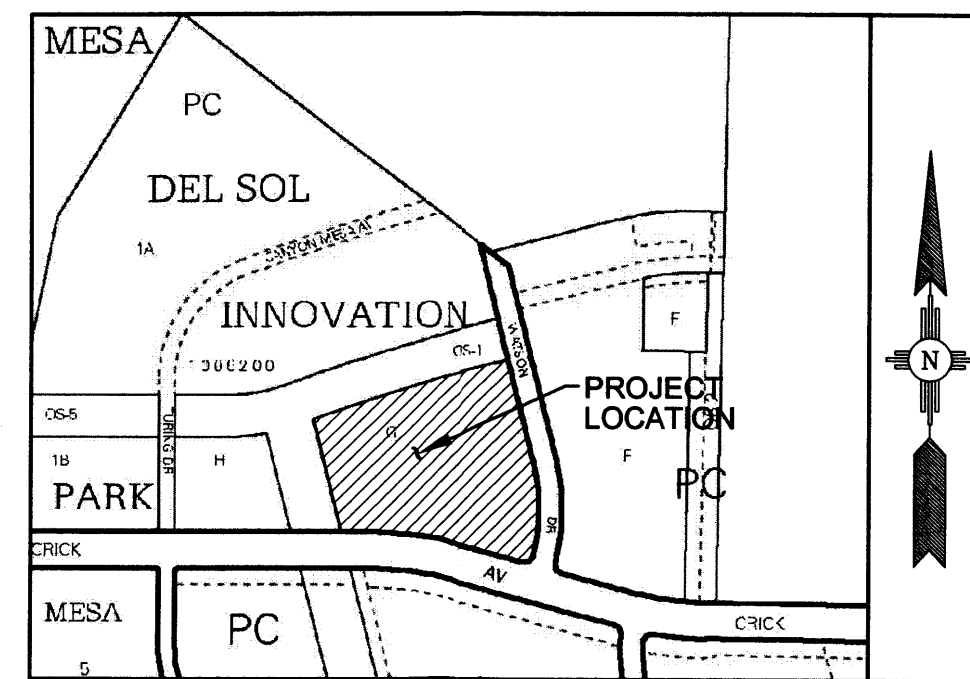 MESA
PC
DEL SOL
1A
INNOVATION
F
WATSON
OS-1
PROJECT
LOCATION
N
OS-5
G
1B
H
F
PC
PARK
DR
CRICK
AV
MESA
PC
CRICK
5